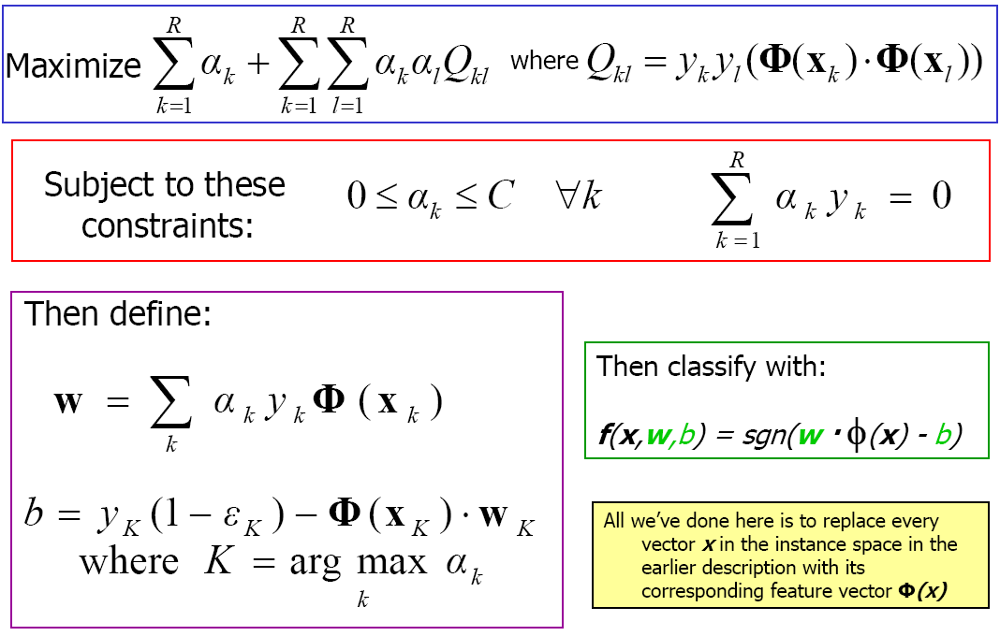 Maximize $\sum_{k=1}^{R} \alpha_k + \sum_{k=1}^{R} \sum_{l=1}^{R} \alpha_k \alpha_l Q_{kl}$ where $Q_{kl} = y_k y_l (\mathbf{\Phi}(\mathbf{x}_k) \cdot \mathbf{\Phi}(\mathbf{x}_l))$
Subject to these
constraints:
$0 \leq \alpha_k \leq C \quad \forall k$
$\sum_{k=1}^{R} \alpha_k y_k = 0$
Then define:
$\mathbf{w} = \sum_{k} \alpha_k y_k \mathbf{\Phi}(\mathbf{x}_k)$
$b = y_K (1 - \varepsilon_K) - \mathbf{\Phi}(\mathbf{x}_K) \cdot \mathbf{w}_K$
where $K = \arg\max_{k} \alpha_k$
Then classify with:
f(x,w,b) = sgn(w · ϕ(x) - b)
All we’ve done here is to replace every
vector x in the instance space in the
earlier description with its
corresponding feature vector Φ(x)